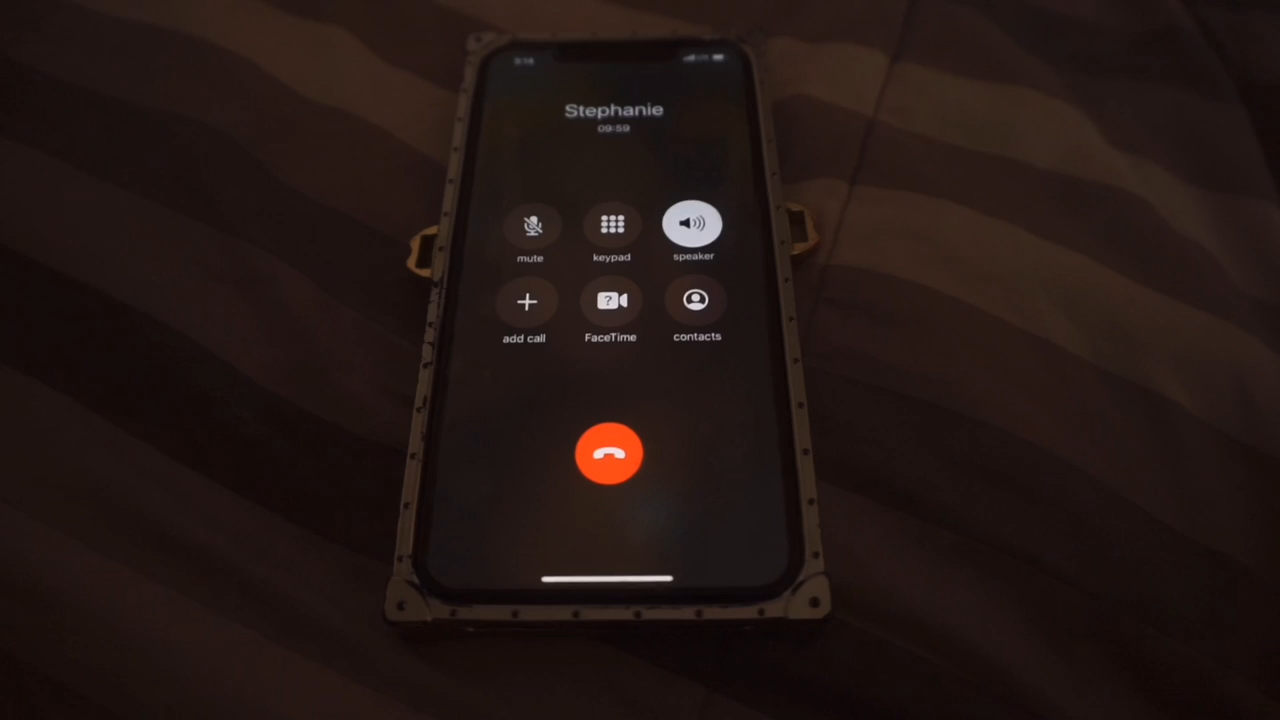 Stephanie
09:59
mute keypad speaker
? 
add call FaceTime contacts